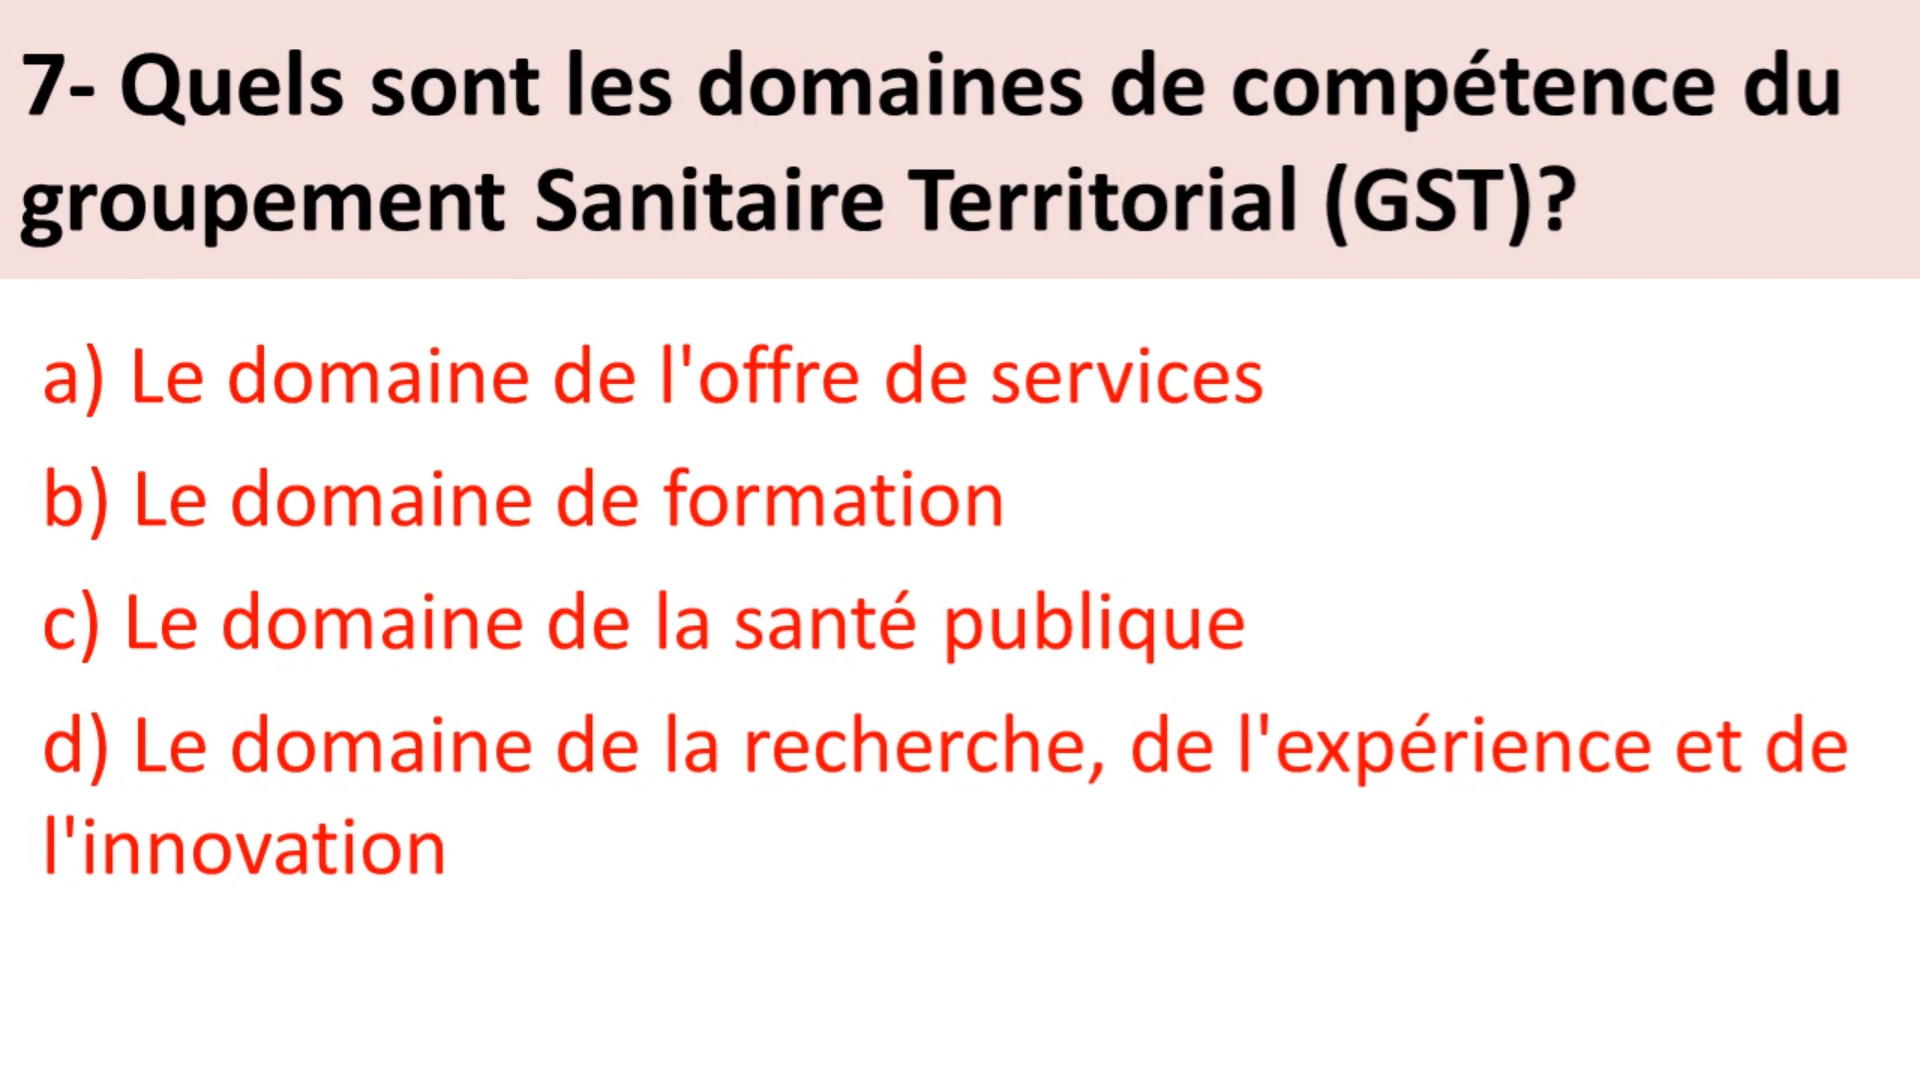 7- Quels sont les domaines de compétence du
groupement Sanitaire Territorial (GST)?
a) Le domaine de l'offre de services
b) Le domaine de formation
c) Le domaine de la santé publique
d) Le domaine de la recherche, de l'expérience et de
l'innovation